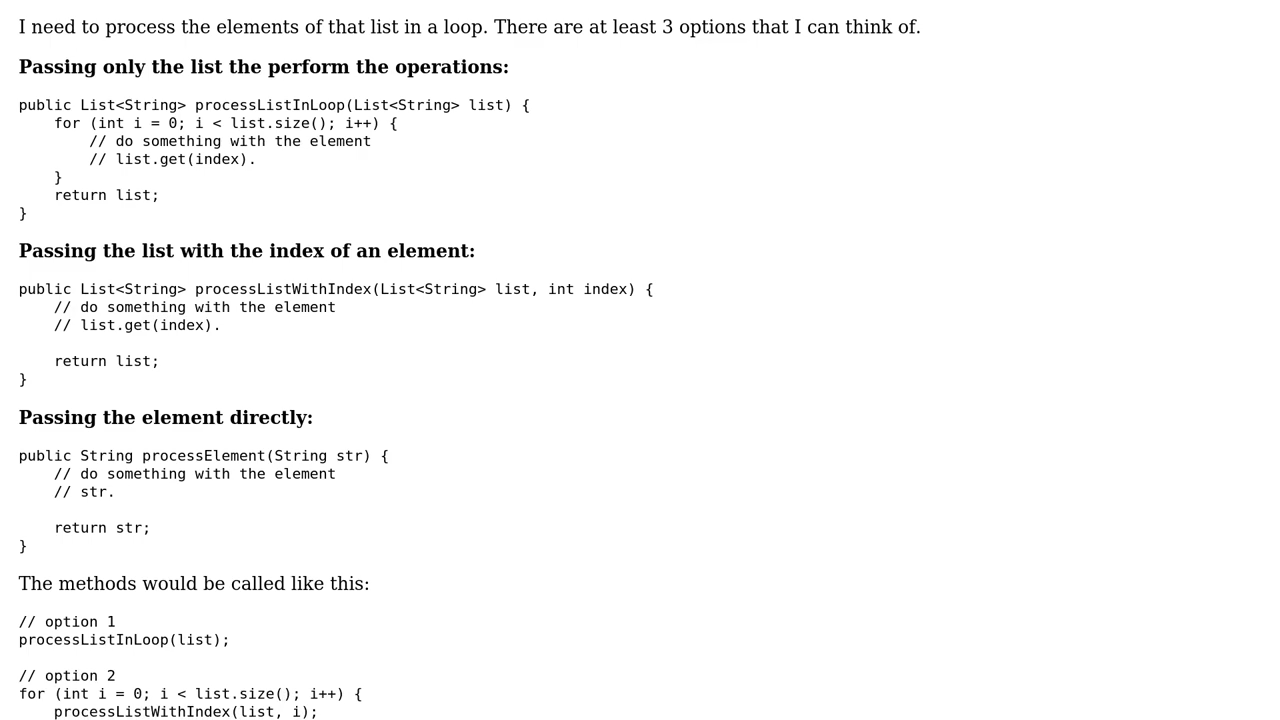 I need to process the elements of that list in a loop. There are at least 3 options that I can think of.
Passing only the list the perform the operations:
public List<String> processListInLoop(List<String> list) {
    for (int i = 0; i < list.size(); i++) {
        // do something with the element
        // list.get(index).
    }
    return list;
}
Passing the list with the index of an element:
public List<String> processListWithIndex(List<String> list, int index) {
    // do something with the element
    // list.get(index).

    return list;
}
Passing the element directly:
public String processElement(String str) {
    // do something with the element
    // str.

    return str;
}
The methods would be called like this:
// option 1
processListInLoop(list);

// option 2
for (int i = 0; i < list.size(); i++) {
    processListWithIndex(list, i);